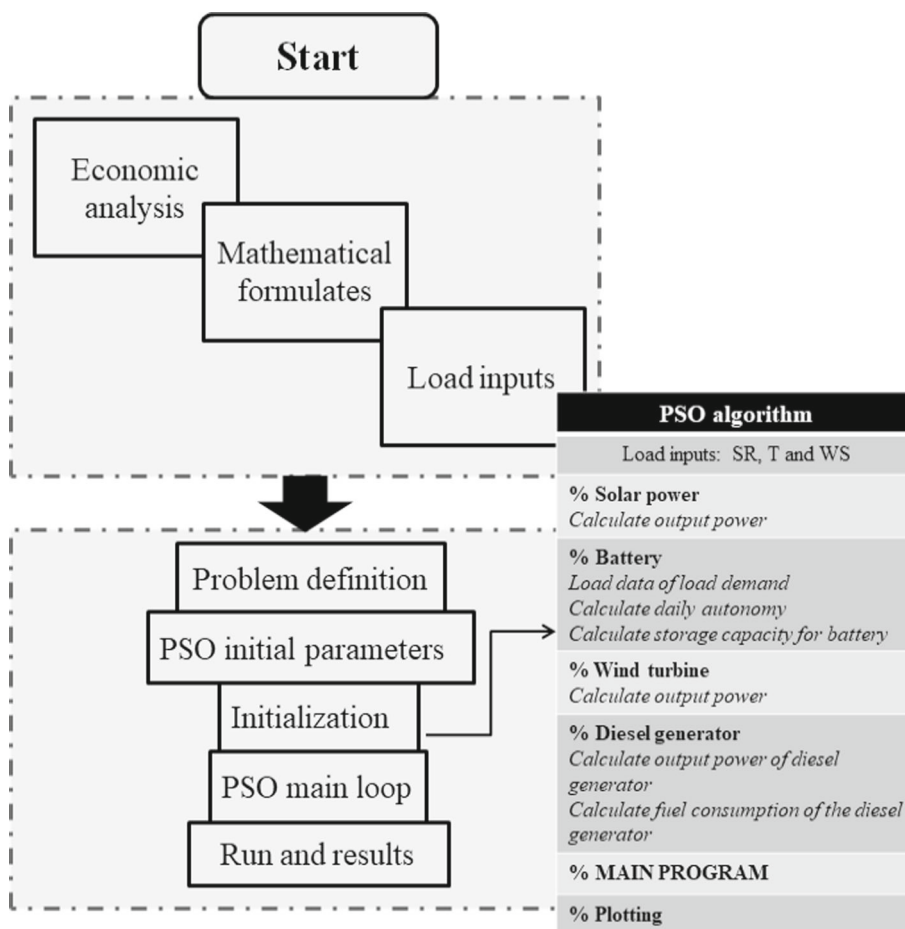 Start
Economic
analysis
Mathematical
formulates
Load inputs
Problem definition
PSO initial parameters
Initialization
PSO main loop
Run and results
PSO algorithm
Load inputs: SR, T and WS
% Solar power
Calculate output power
% Battery
Load data of load demand
Calculate daily autonomy
Calculate storage capacity for battery
% Wind turbine
Calculate output power
% Diesel generator
Calculate output power of diesel
generator
Calculate fuel consumption of the diesel
generator
% MAIN PROGRAM
% Plotting